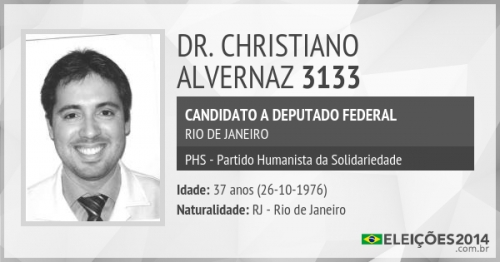 DR. CHRISTIANO
ALVERNAZ 3133
CANDIDATO A DEPUTADO FEDERAL
RIO DE JANEIRO
PHS - Partido Humanista da Solidariedade
Idade: 37 anos (26-10-1976)
Naturalidade: RJ - Rio de Janeiro
ELEIÇÕES2014
.com.br